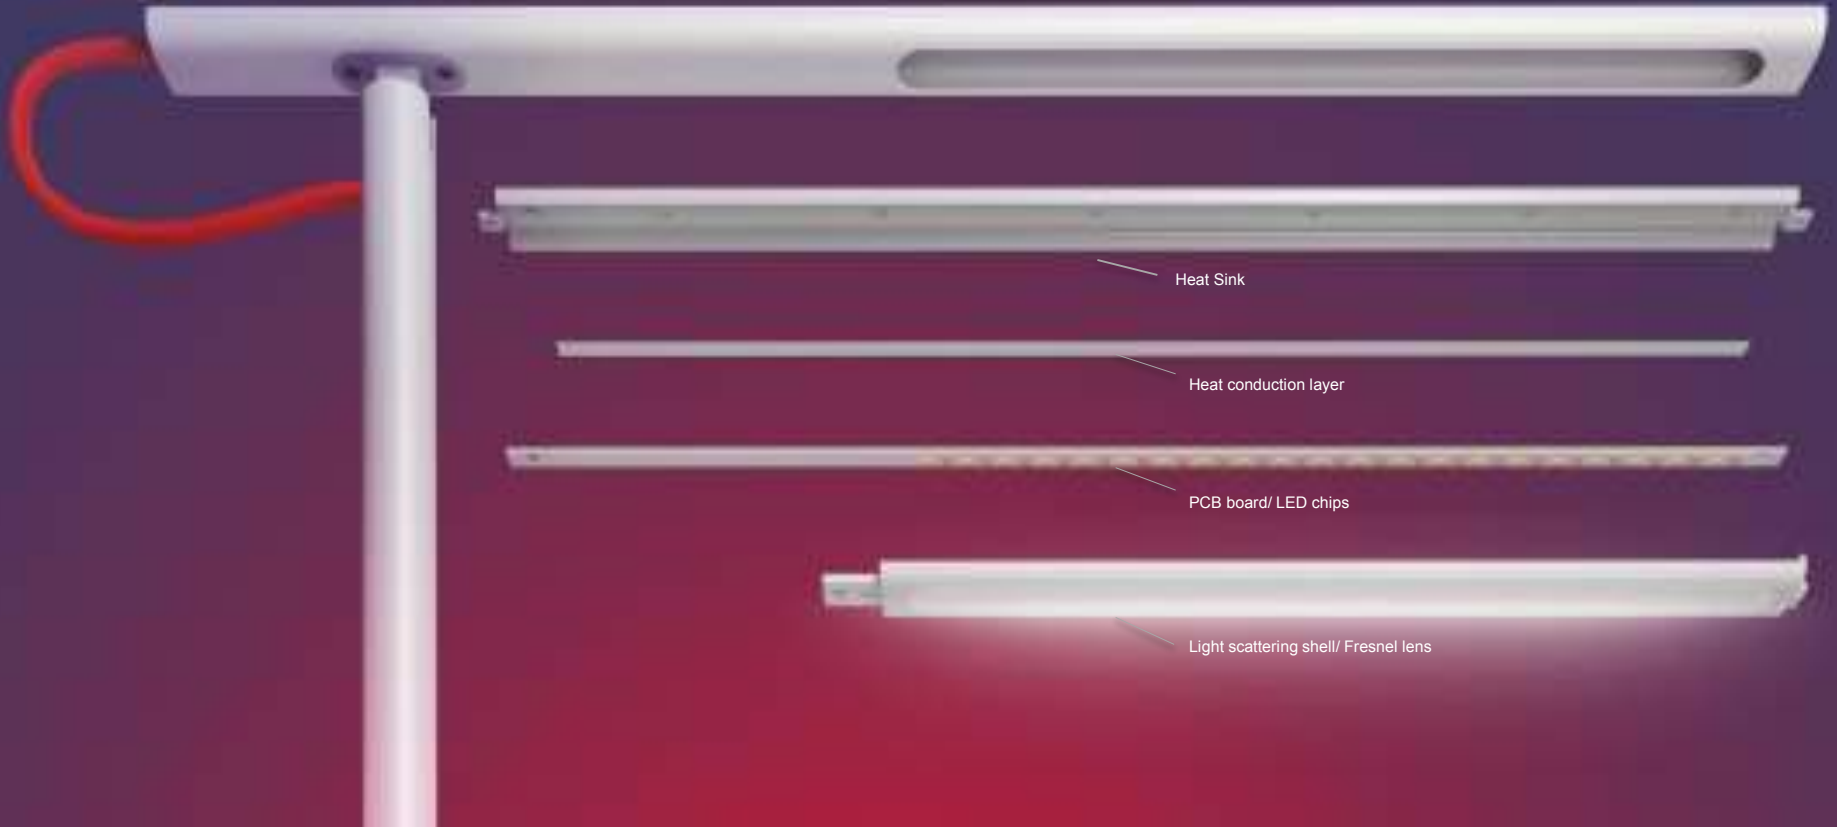 Heat Sink
Heat conduction layer
PCB board/ LED chips
Light scattering shell/ Fresnel lens